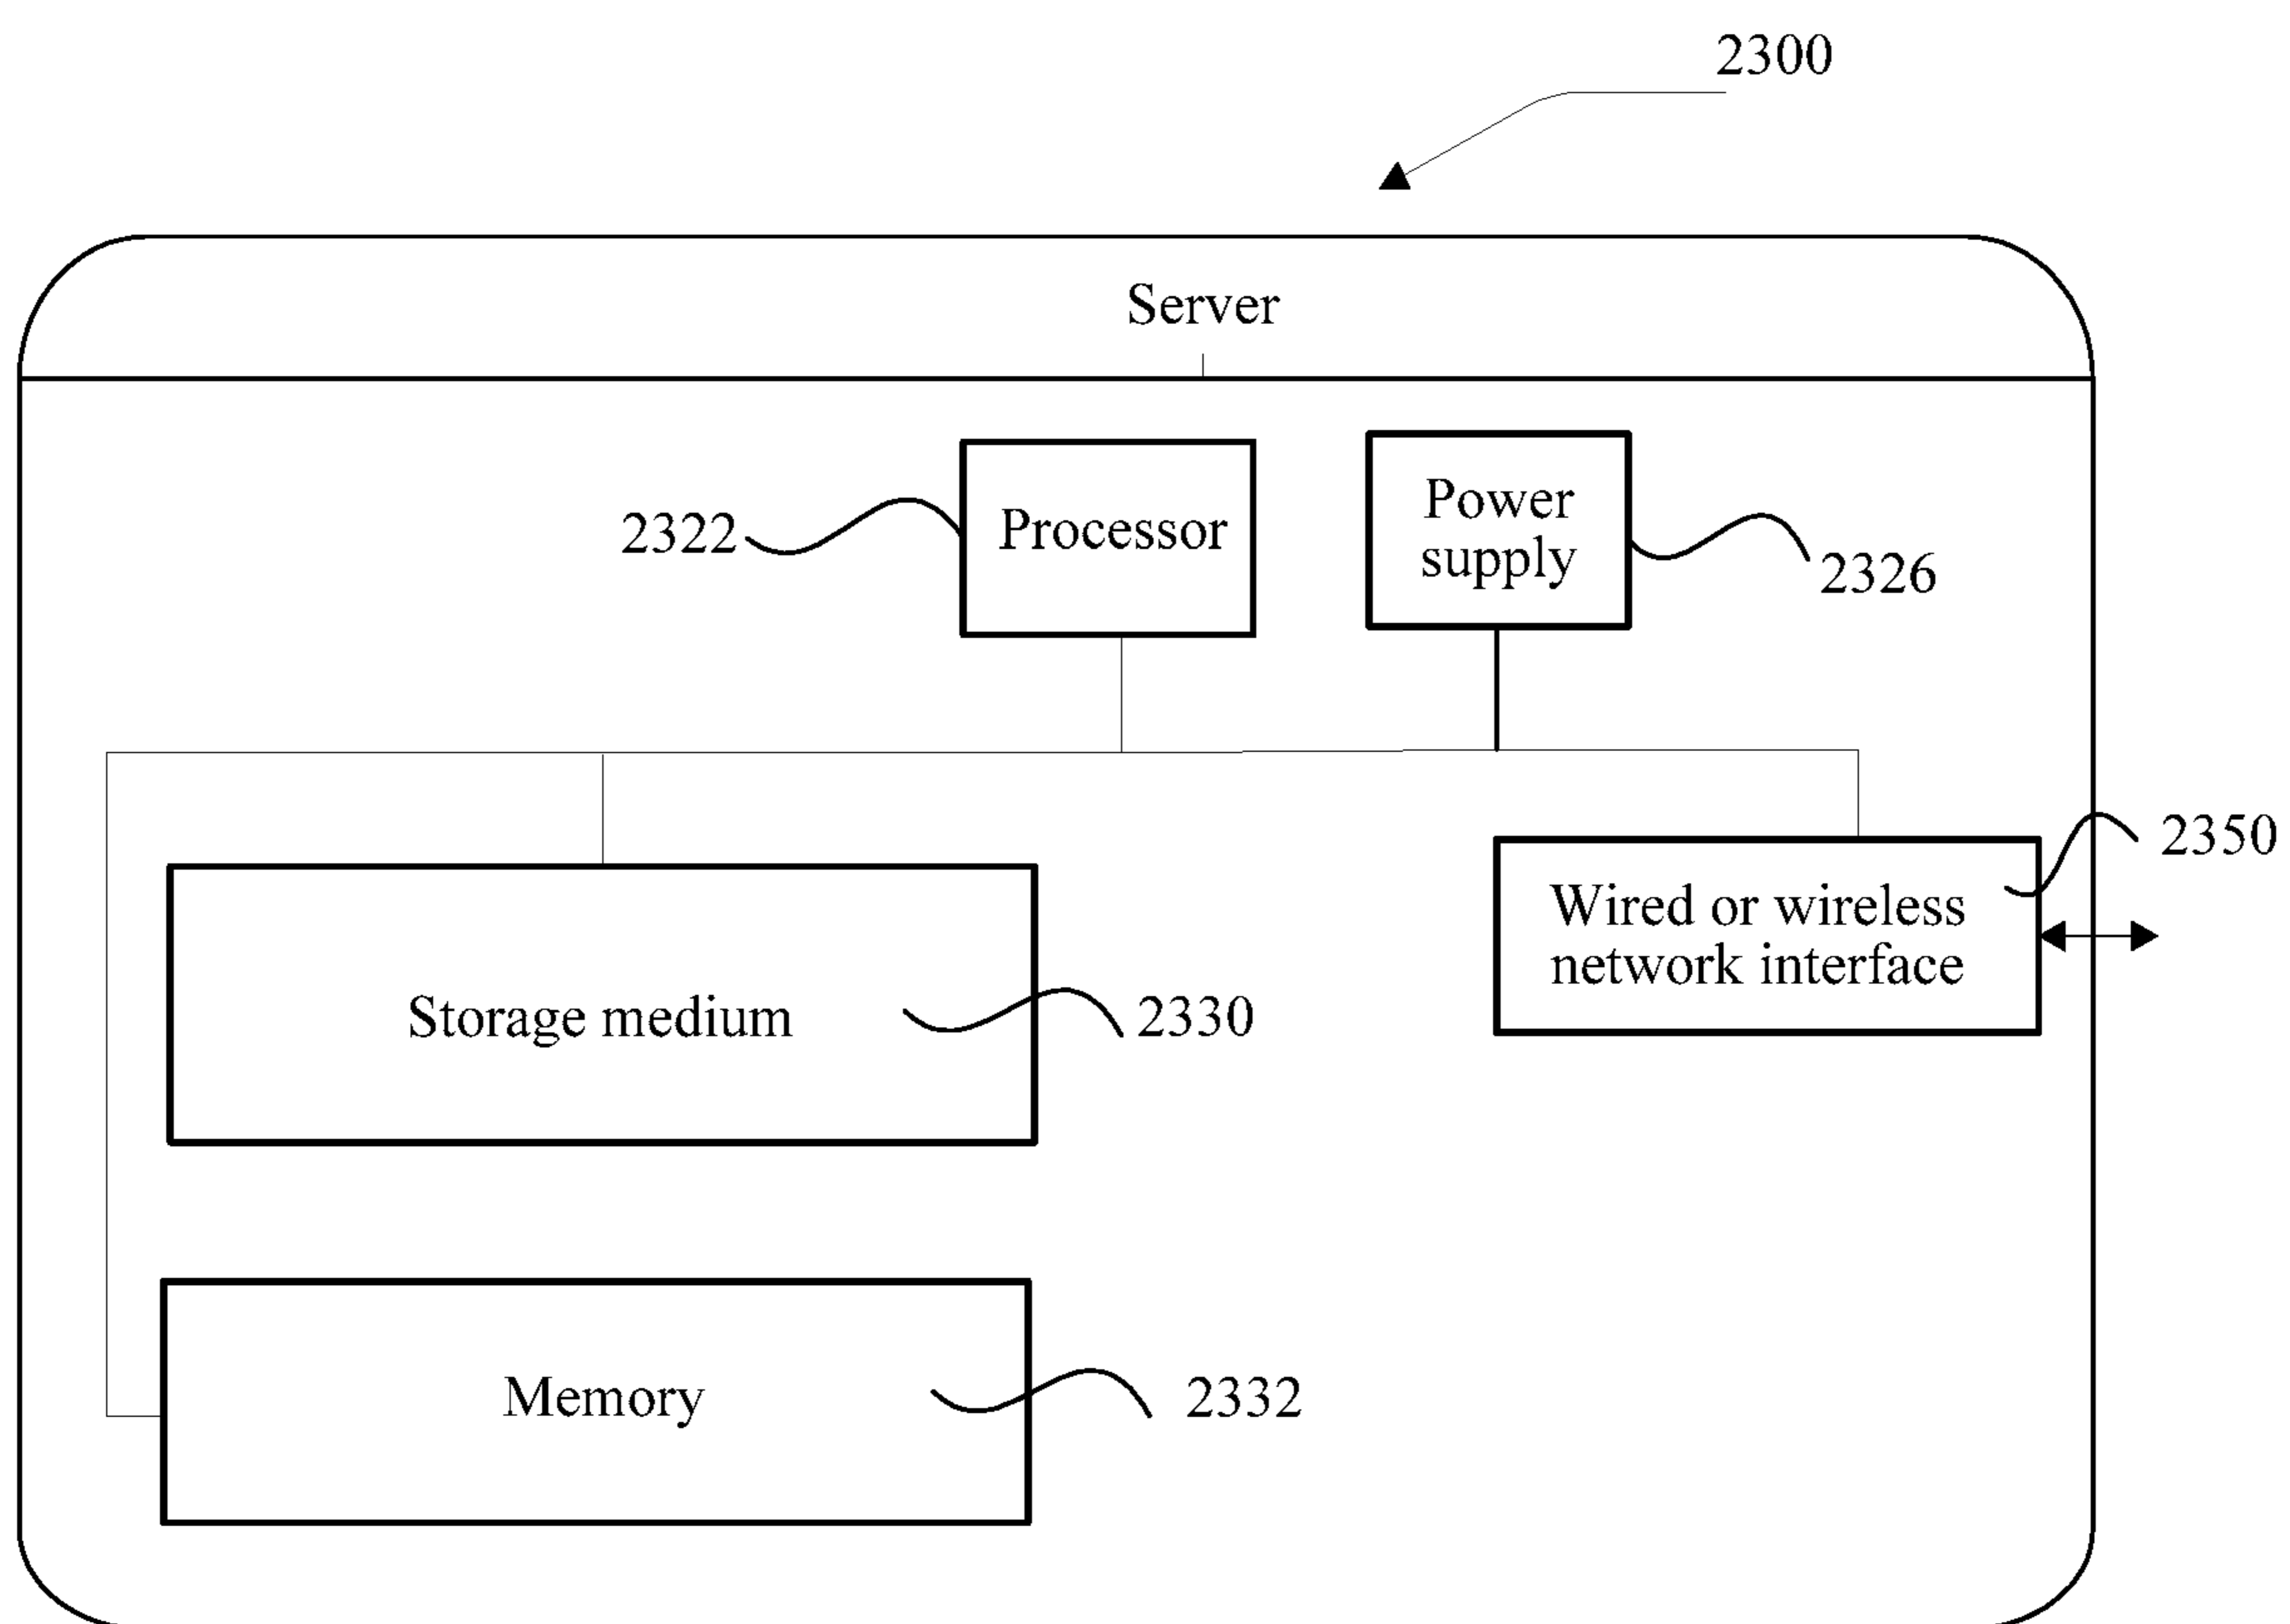 2300
Server
2322
Processor
Power
supply
2326
2350
Wired or wireless
network interface
Storage medium
2330
Memory
2332